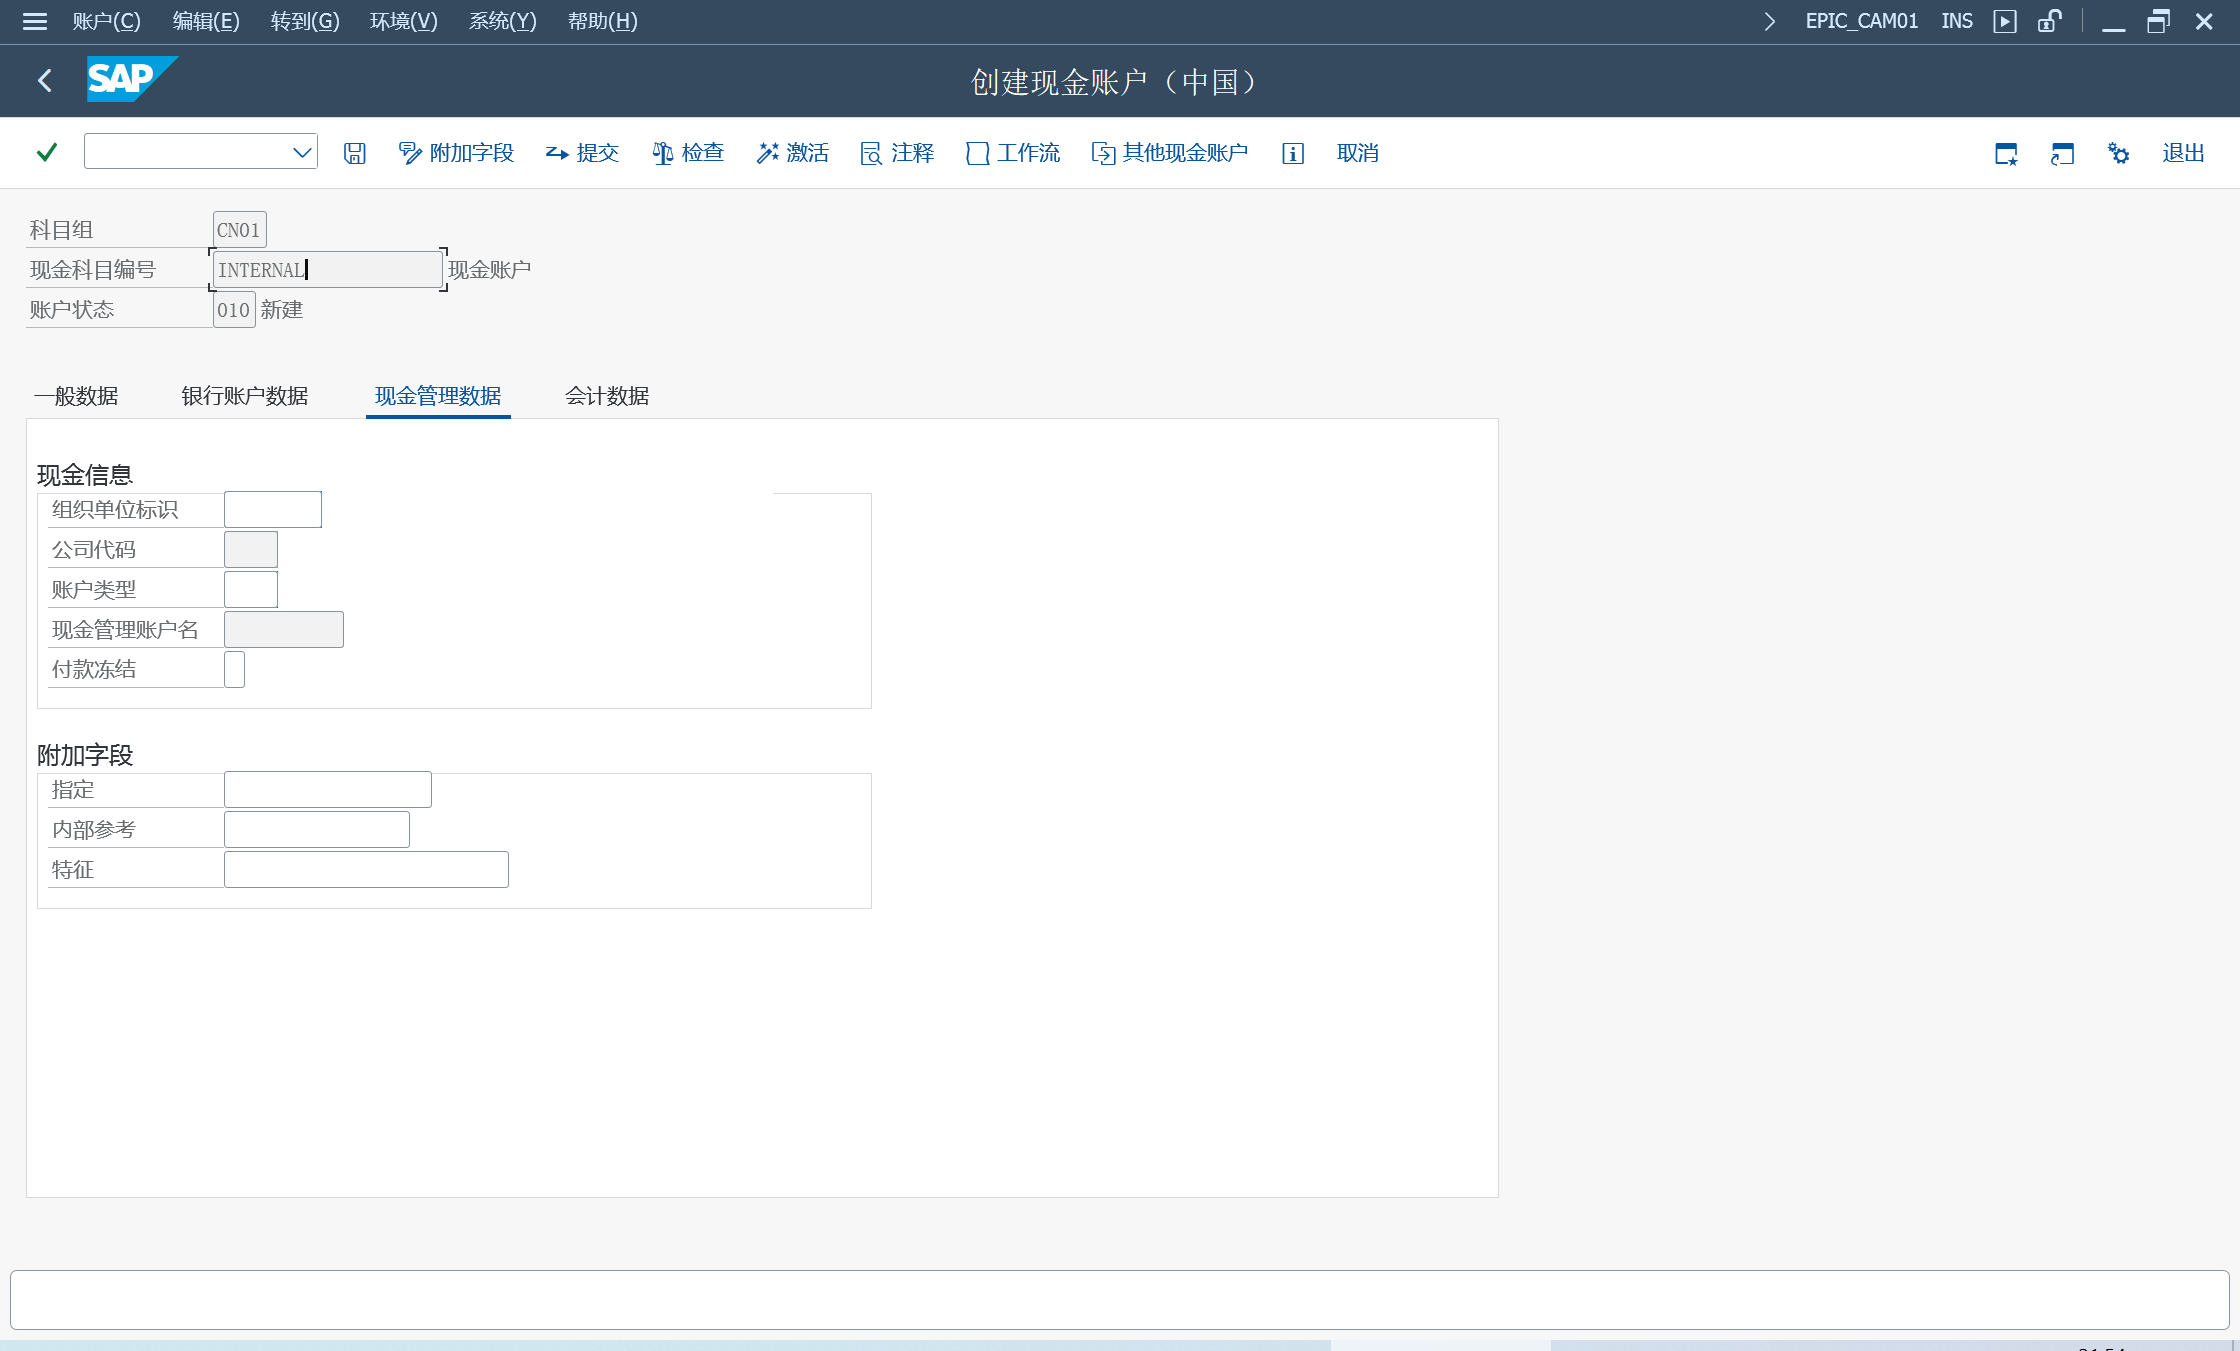 账户(C) 编辑(E) 转到(G) 环境(V) 系统(Y) 帮助(H) EPIC_CAM01 INS
SAP 创建现金账户（中国）
附加字段 提交 检查 激活 注释 工作流 其他现金账户 取消 退出
科目组 CN01
现金科目编号 INTERNAL 现金账户
账户状态 010 新建
一般数据 银行账户数据 现金管理数据 会计数据
现金信息
组织单位标识
公司代码
账户类型
现金管理账户名
付款冻结
附加字段
指定
内部参考
特征